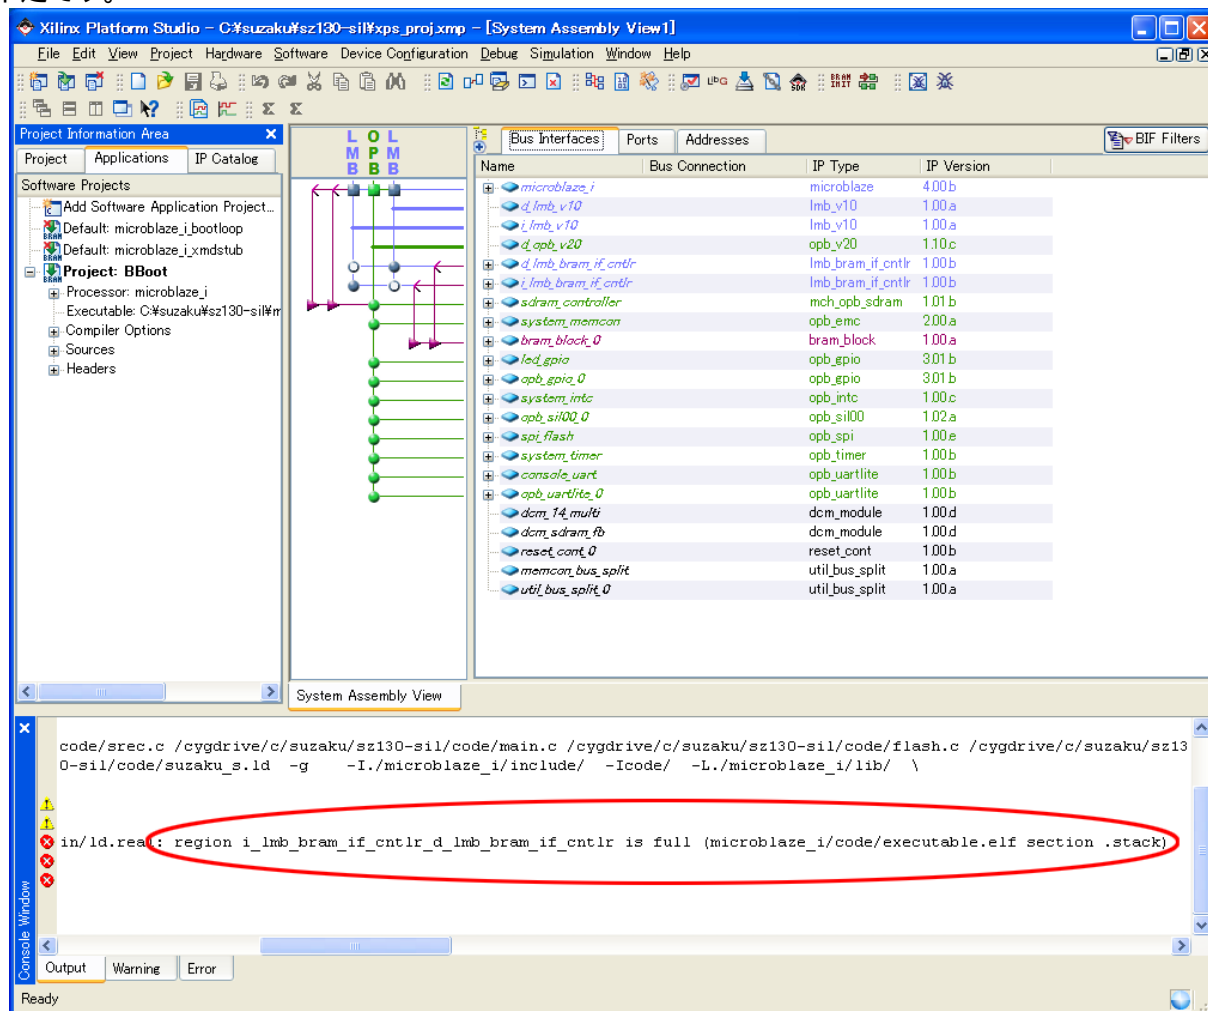 Xilinx Platform Studio - C:¥suzaku¥sz130-sil¥xps_proj.xmp - [System Assembly View1]
File Edit View Project Hardware Software Device Configuration Debug Simulation Window Help
Project Information Area
Project Applications IP Catalog
Software Projects
Add Software Application Project...
Default: microblaze_i_bootloop
Default: microblaze_i_xmdstub
Project: BBoot
Processor: microblaze_i
Executable: C:¥suzaku¥sz130-sil¥m
Compiler Options
Sources
Headers
L O L
M P M
B B B
Bus Interfaces Ports Addresses
BIF Filters
Name Bus Connection IP Type IP Version
microblaze_i microblaze 4.00.b
d_lmb_v10 lmb_v10 1.00.a
i_lmb_v10 lmb_v10 1.00.a
d_opb_v20 opb_v20 1.10.c
d_lmb_bram_if_cntlr lmb_bram_if_cntlr 1.00.b
i_lmb_bram_if_cntlr lmb_bram_if_cntlr 1.00.b
sdram_controller mch_opb_sdram 1.01.b
system_memcon opb_emc 2.00.a
bram_block_0 bram_block 1.00.a
led_gpio opb_gpio 3.01.b
opb_gpio_0 opb_gpio 3.01.b
system_intc opb_intc 1.00.c
opb_sil00_0 opb_sil00 1.02.a
spi_flash opb_spi 1.00.e
system_timer opb_timer 1.00.b
console_uart opb_uartlite 1.00.b
opb_uartlite_0 opb_uartlite 1.00.b
dcm_14_multi dcm_module 1.00.d
dcm_sdram_fb dcm_module 1.00.d
reset_cont_0 reset_cont 1.00.b
memcon_bus_split util_bus_split 1.00.a
util_bus_split_0 util_bus_split 1.00.a
System Assembly View
code/srec.c /cygdrive/c/suzaku/sz130-sil/code/main.c /cygdrive/c/suzaku/sz130-sil/code/flash.c /cygdrive/c/suzaku/sz13
0-sil/code/suzaku_s.ld -g -I./microblaze_i/include/ -Icode/ -L./microblaze_i/lib/ \
in/ld.real: region i_lmb_bram_if_cntlr_d_lmb_bram_if_cntlr is full (microblaze_i/code/executable.elf section .stack)
Console Window
Output Warning Error
Ready